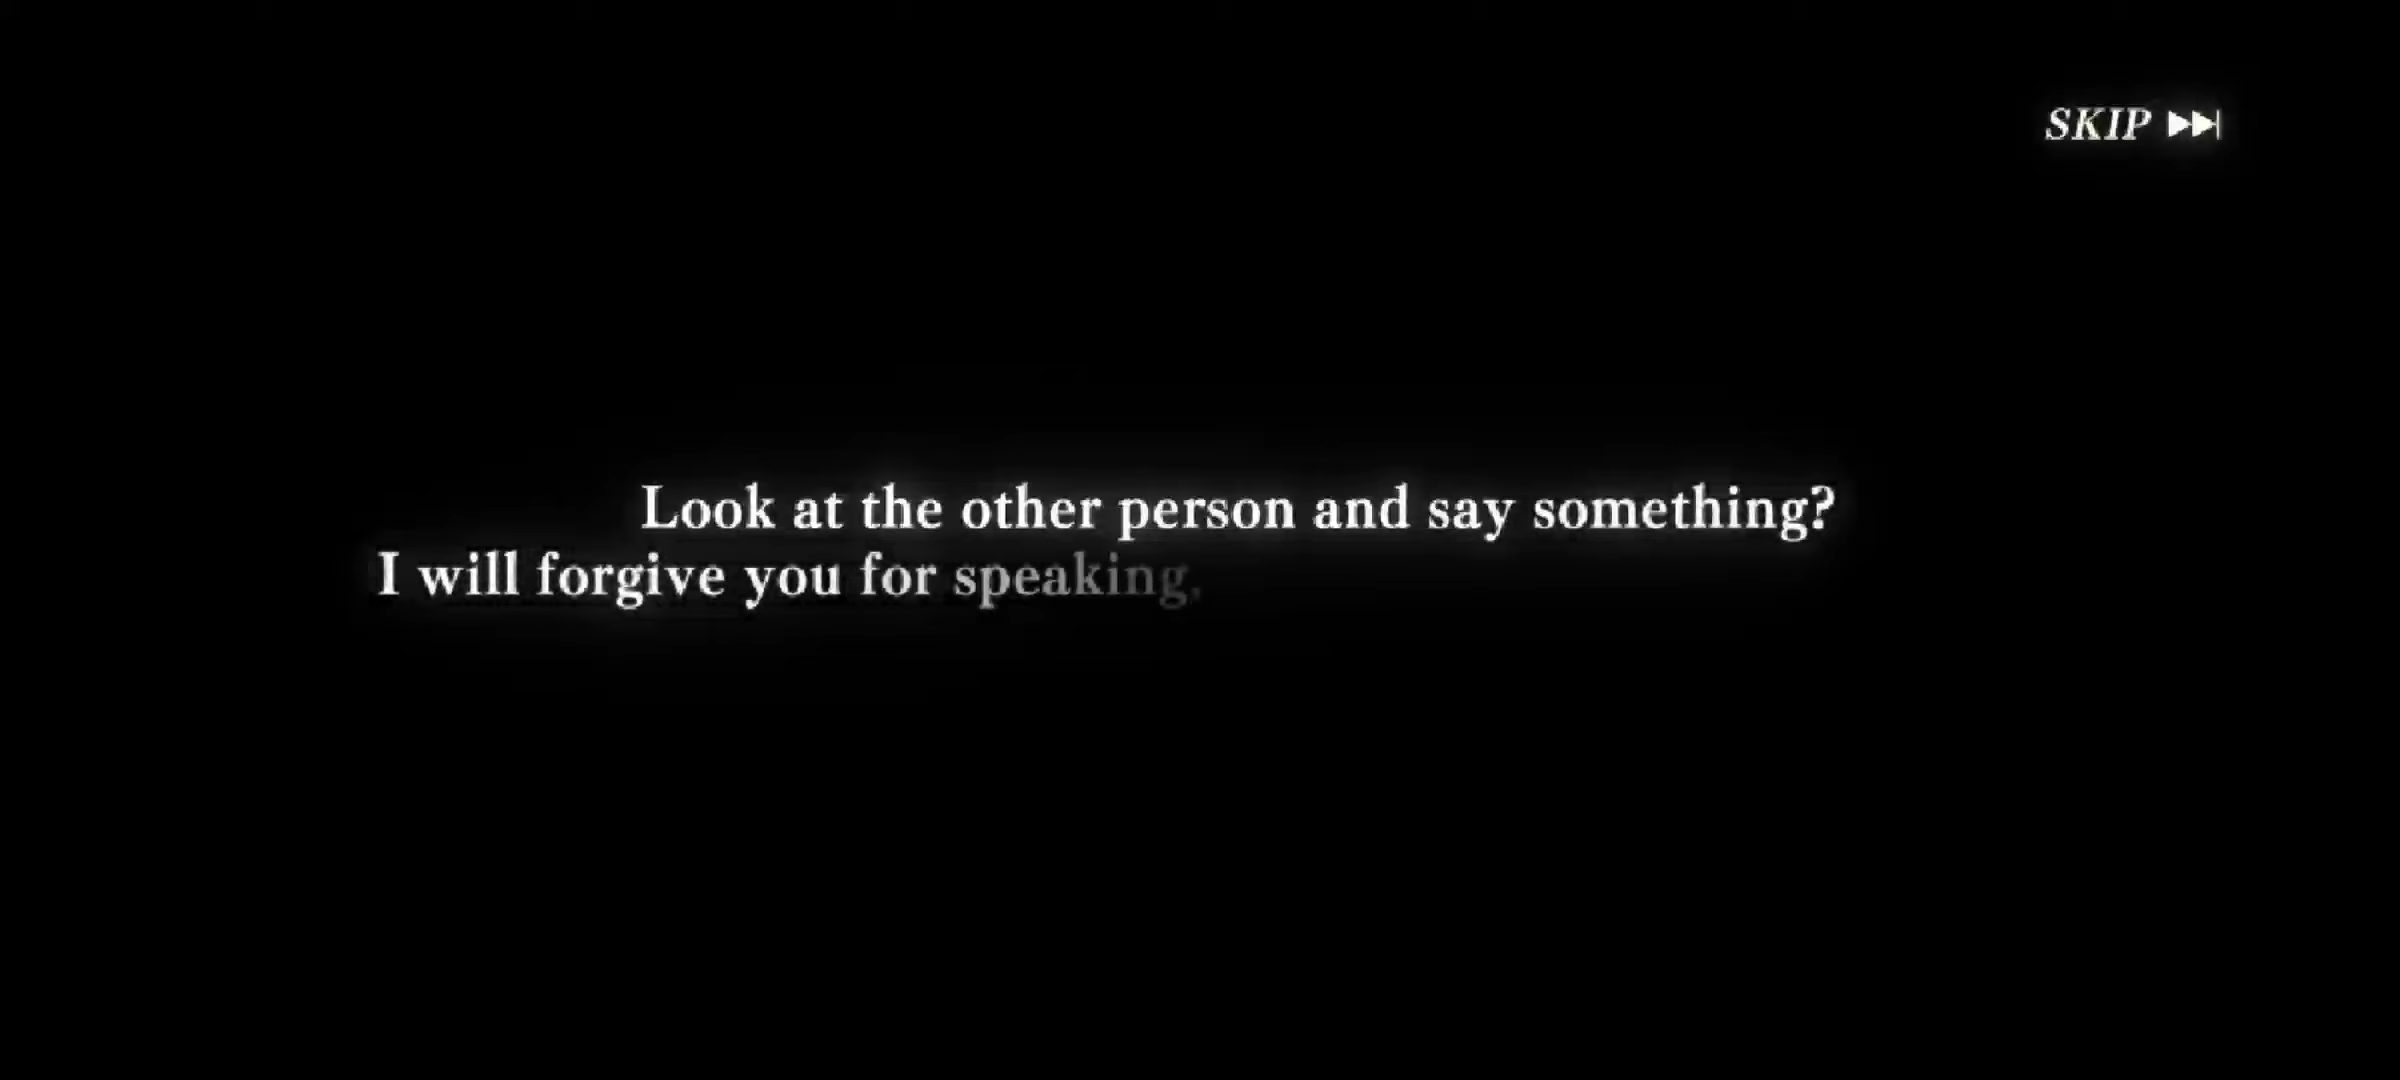 SKIP
Look at the other person and say something?
I will forgive you for speaking,